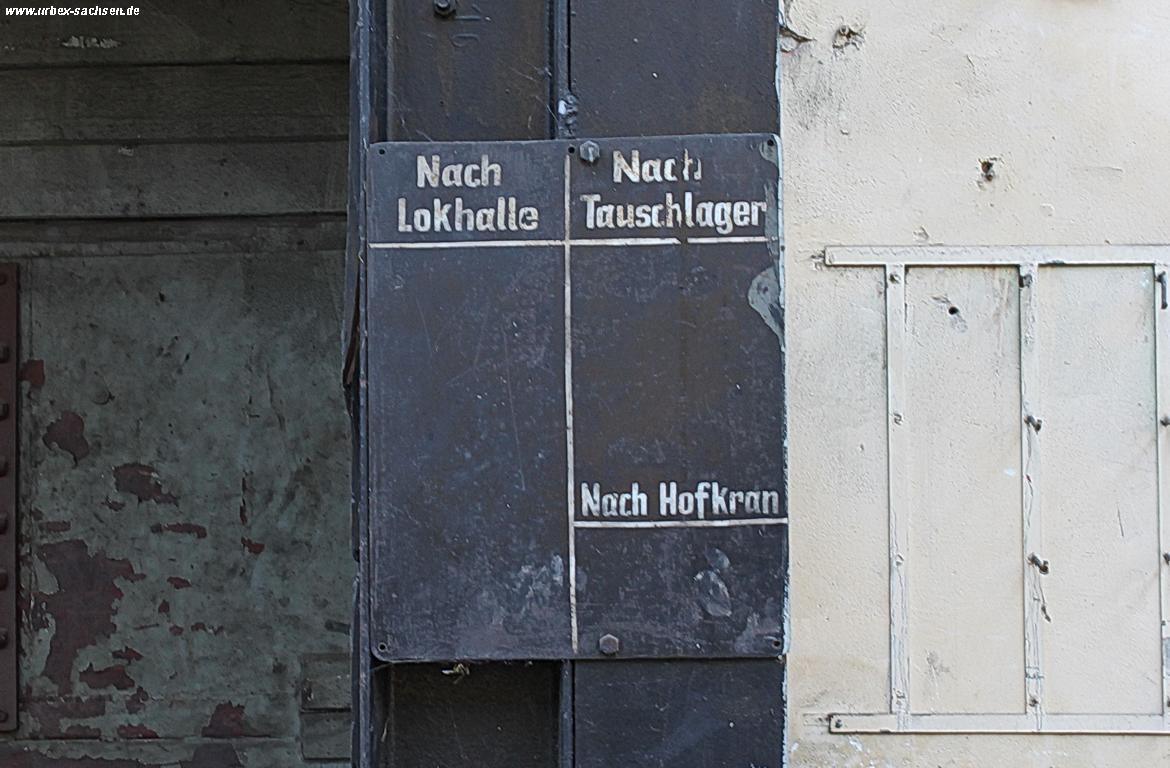 www.urbex-sachsen.de
Nach
Lokhalle
Nach
Tauschlager
Nach Hofkran